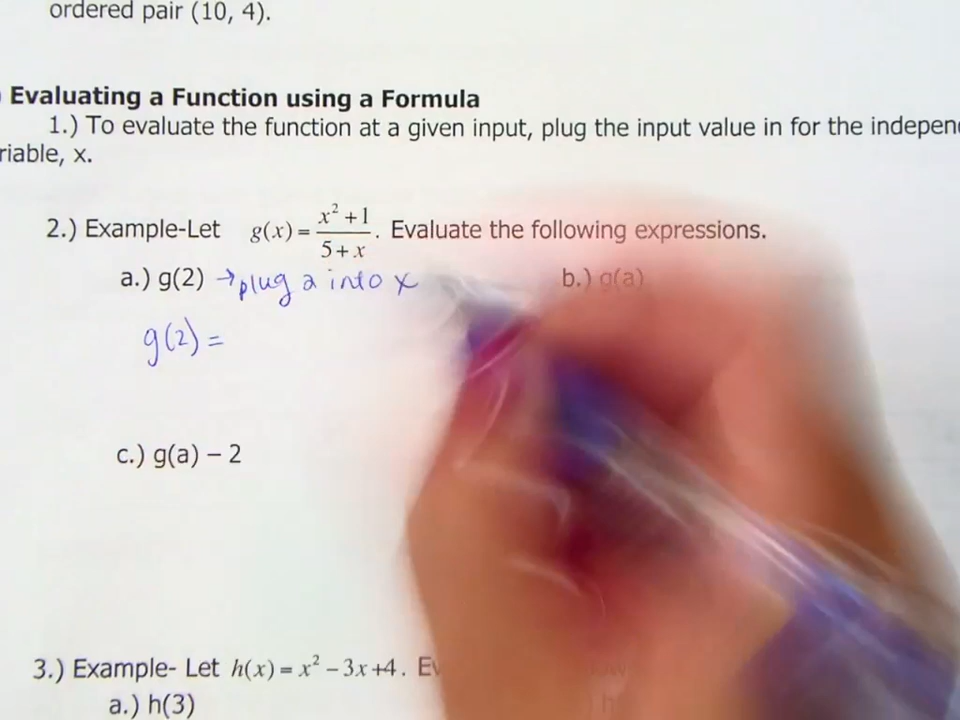 ordered pair (10, 4).
Evaluating a Function using a Formula
1.) To evaluate the function at a given input, plug the input value in for the indepen
riable, x.
2.) Example-Let g(x) = (x² + 1)/(5 + x). Evaluate the following expressions.
a.) g(2) → plug 2 into x b.) g(a)
g(2) =
c.) g(a) – 2
3.) Example- Let h(x) = x² – 3x + 4. Ev
a.) h(3)